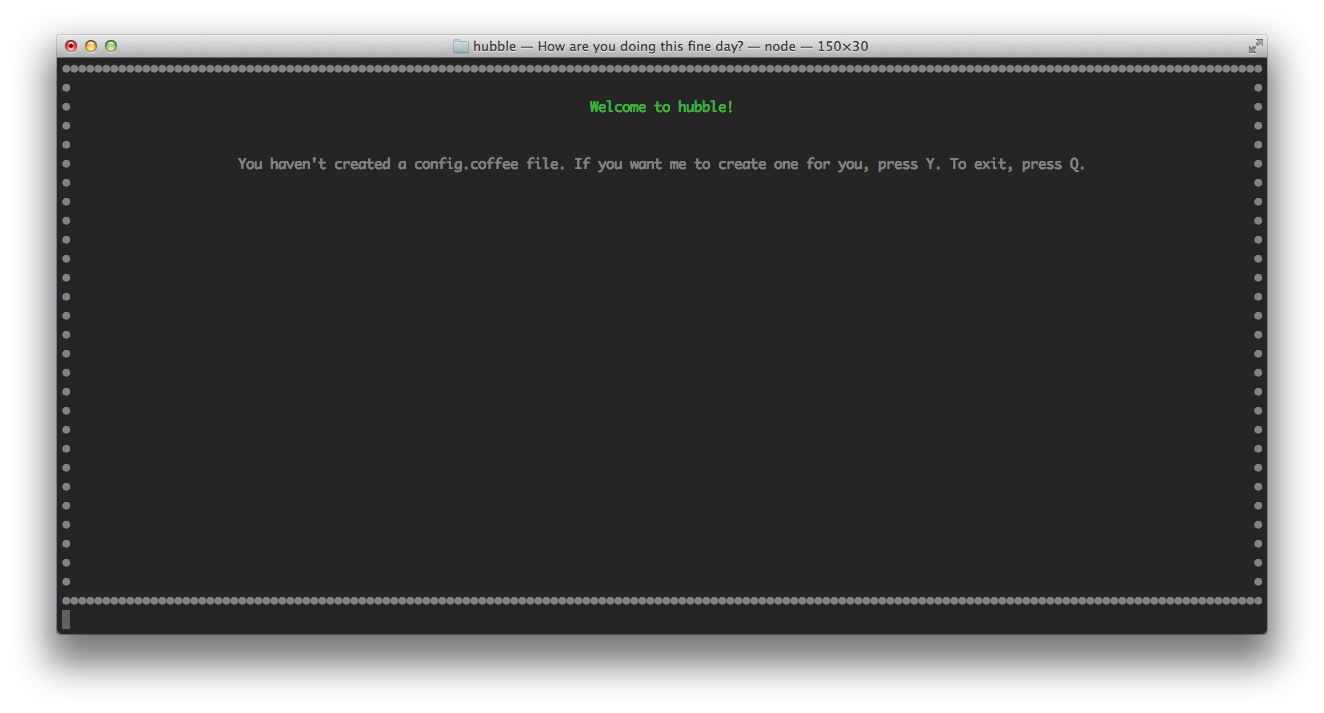 hubble — How are you doing this fine day? — node — 150×30
Welcome to hubble!
You haven't created a config.coffee file. If you want me to create one for you, press Y. To exit, press Q.